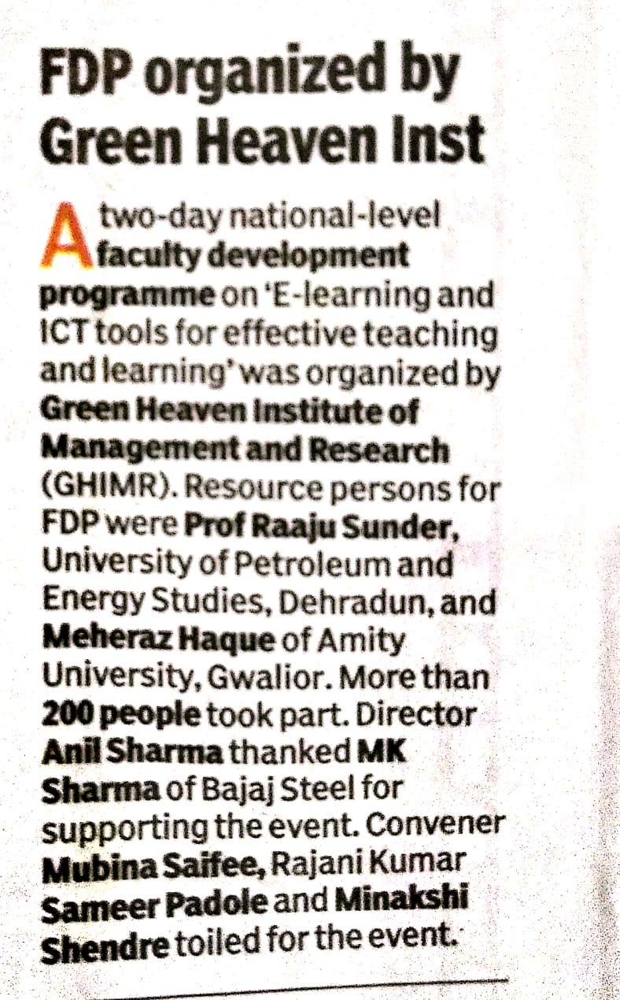 FDP organized by
Green Heaven Inst
A two-day national-level
faculty development
programme on ‘E-learning and
ICT tools for effective teaching
and learning’ was organized by
Green Heaven Institute of
Management and Research
(GHIMR). Resource persons for
FDP were Prof Raaju Sunder,
University of Petroleum and
Energy Studies, Dehradun, and
Meheraz Haque of Amity
University, Gwalior. More than
200 people took part. Director
Anil Sharma thanked MK
Sharma of Bajaj Steel for
supporting the event. Convener
Mubina Saifee, Rajani Kumar
Sameer Padole and Minakshi
Shendre toiled for the event.